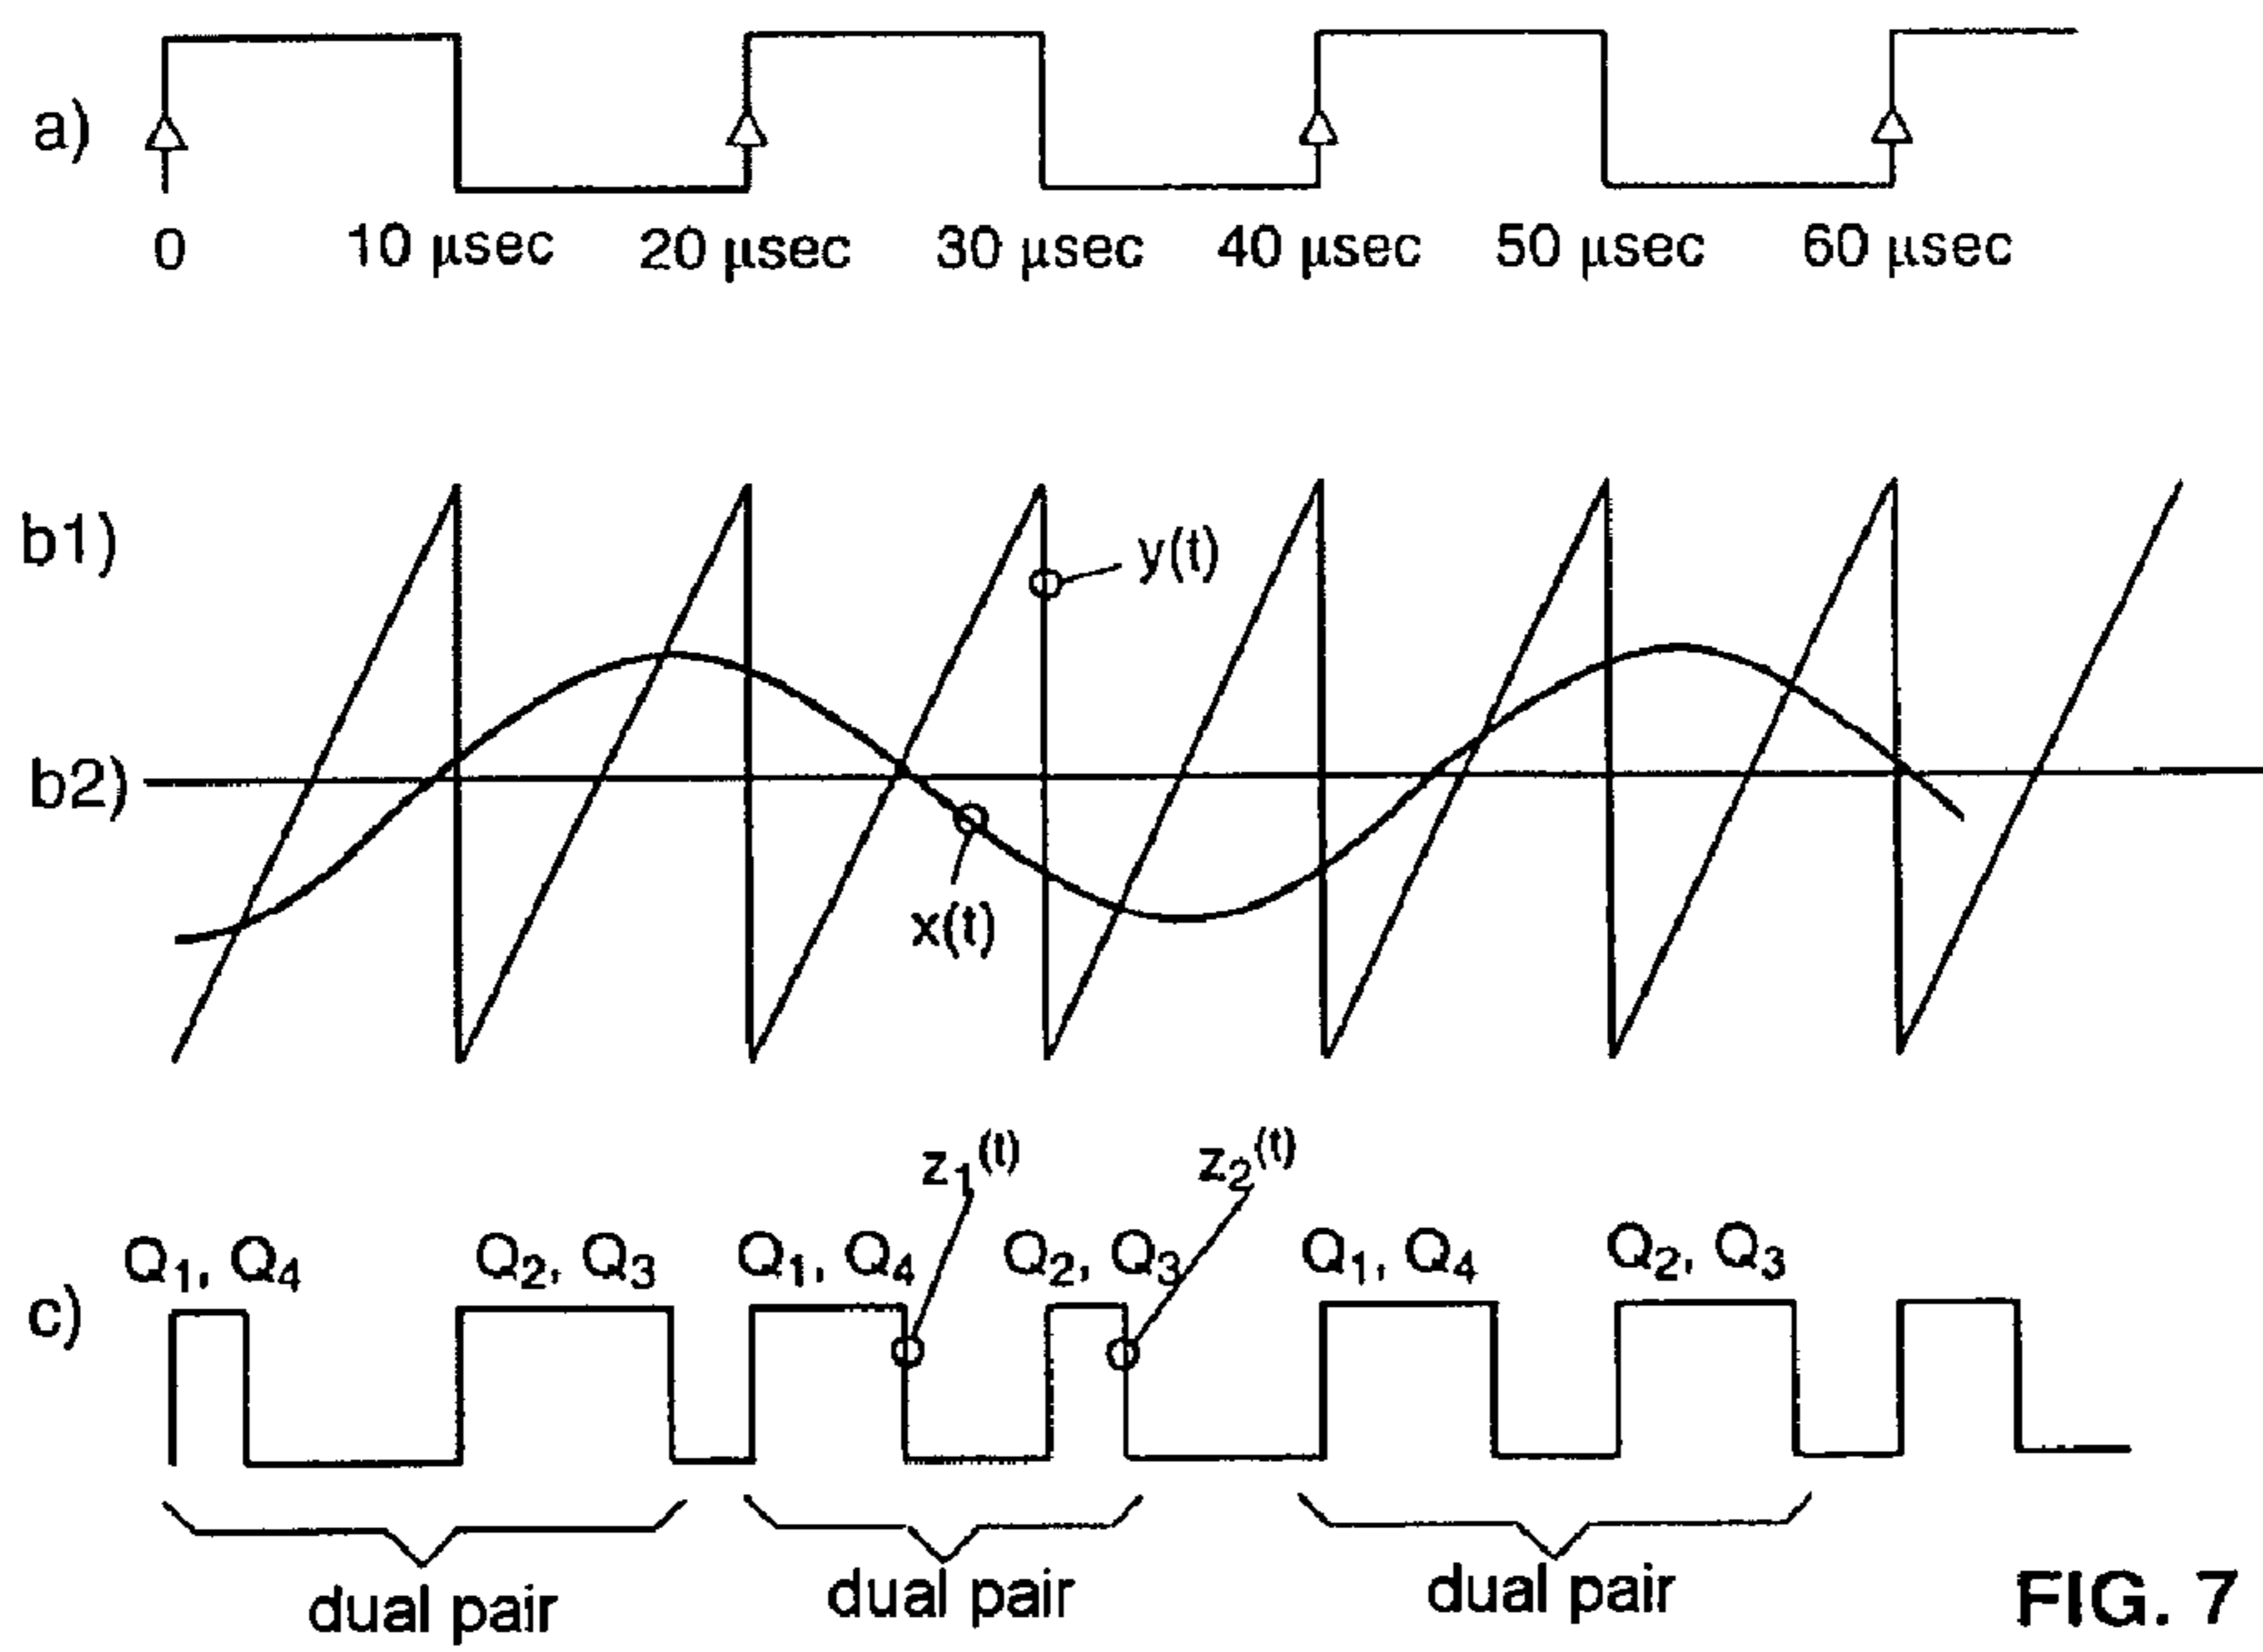 a)
0 10 μsec 20 μsec 30 μsec 40 μsec 50 μsec 60 μsec
b1)
y(t)
b2)
x(t)
z1(t) z2(t)
Q1, Q4 Q2, Q3 Q1, Q4 Q2, Q3 Q1, Q4 Q2, Q3
c)
dual pair dual pair dual pair
FIG. 7